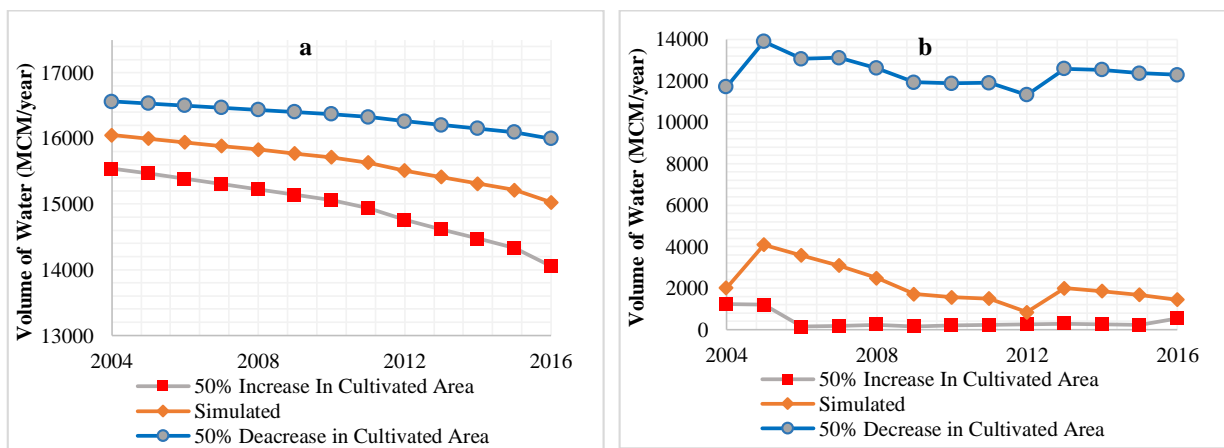 a
Volume of Water (MCM/year)
17000
16000
15000
14000
13000
2004 2008 2012 2016
50% Increase In Cultivated Area
Simulated
50% Deacrease in Cultivated Area
b
Volume of Water (MCM/year)
14000
12000
10000
8000
6000
4000
2000
0
2004 2008 2012 2016
50% Increase In Cultivated Area
Simulated
50% Decrease in Cultivated Area